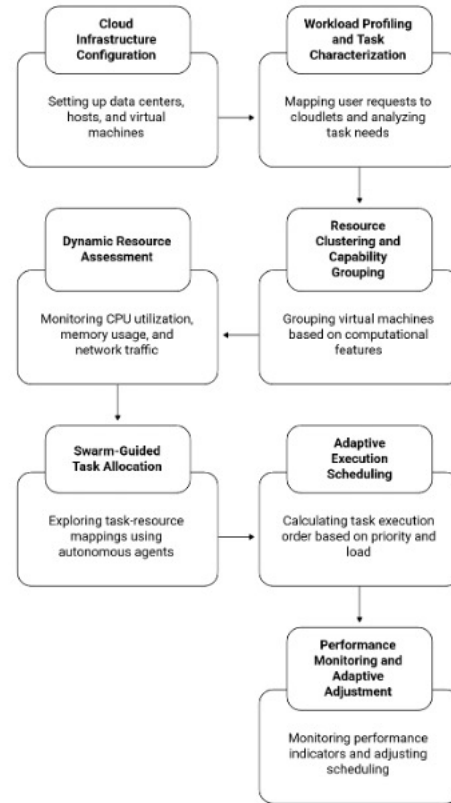 Cloud
Infrastructure
Configuration
Setting up data centers,
hosts, and virtual
machines
Workload Profiling
and Task
Characterization
Mapping user requests to
cloudlets and analyzing
task needs
Resource
Clustering and
Capability
Grouping
Grouping virtual machines
based on computational
features
Dynamic Resource
Assessment
Monitoring CPU utilization,
memory usage, and
network traffic
Swarm-Guided
Task Allocation
Exploring task-resource
mappings using
autonomous agents
Adaptive
Execution
Scheduling
Calculating task execution
order based on priority and
load
Performance
Monitoring and
Adaptive
Adjustment
Monitoring performance
indicators and adjusting
scheduling